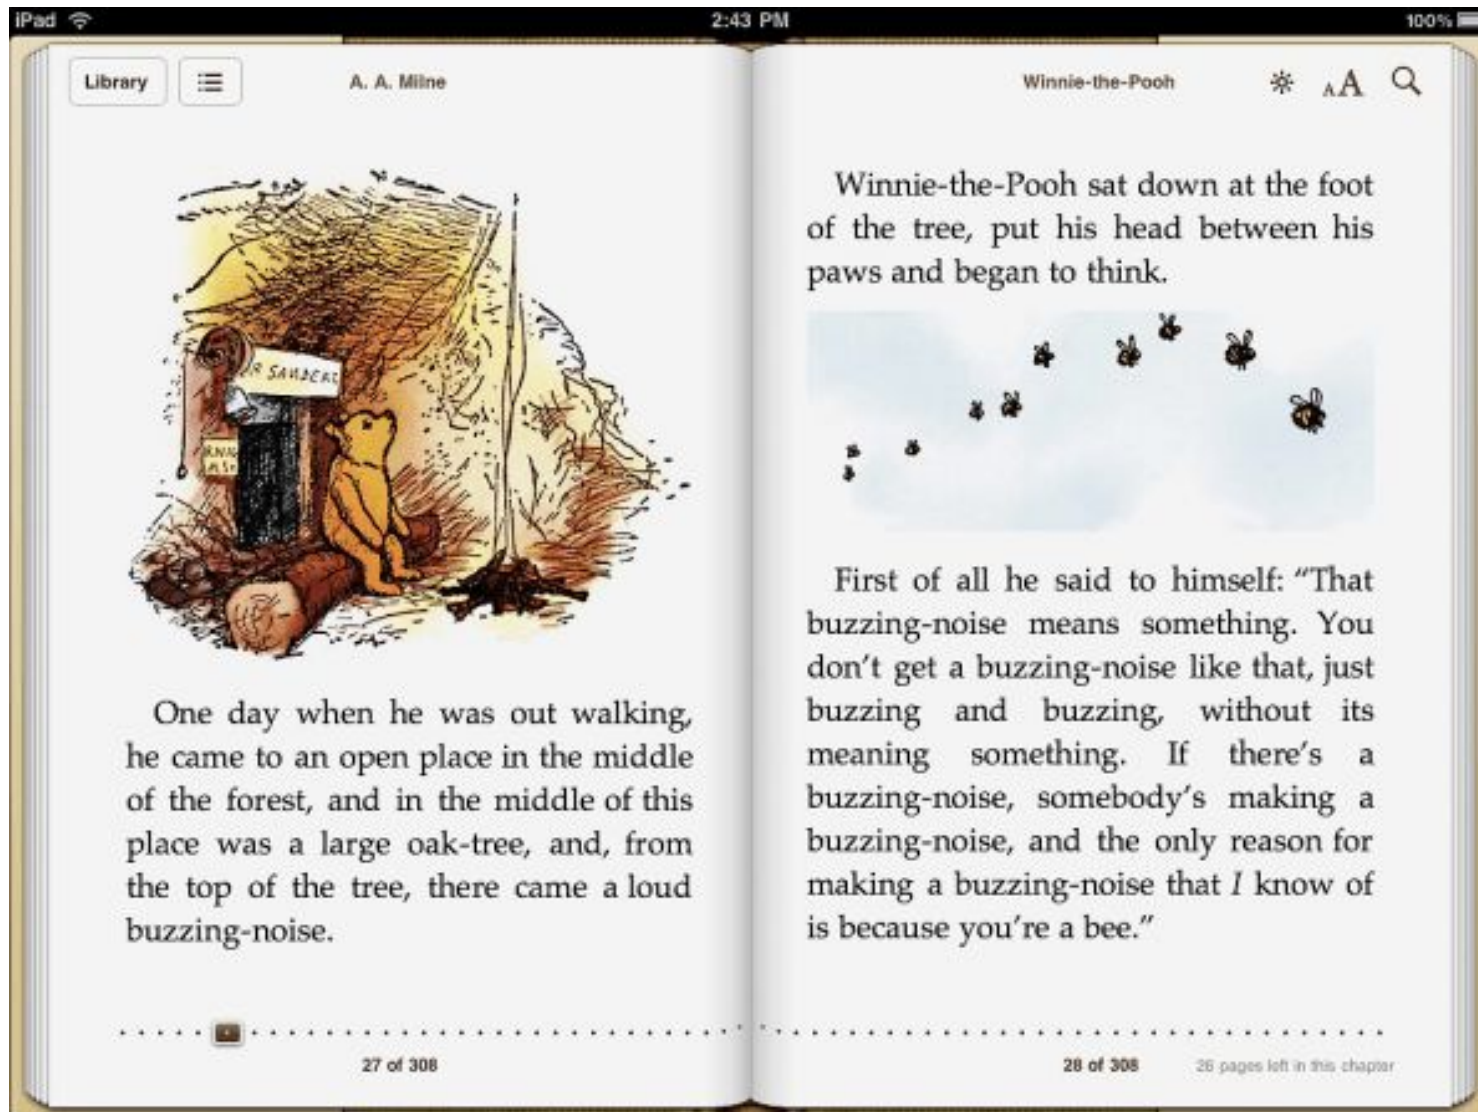 iPad
2:43 PM
100%
Library
A. A. Milne
Winnie-the-Pooh
AA
R SANDERS
One day when he was out walking,
he came to an open place in the middle
of the forest, and in the middle of this
place was a large oak-tree, and, from
the top of the tree, there came a loud
buzzing-noise.
27 of 308
Winnie-the-Pooh sat down at the foot
of the tree, put his head between his
paws and began to think.
First of all he said to himself: “That
buzzing-noise means something. You
don’t get a buzzing-noise like that, just
buzzing and buzzing, without its
meaning something. If there’s a
buzzing-noise, somebody’s making a
buzzing-noise, and the only reason for
making a buzzing-noise that I know of
is because you’re a bee.”
28 of 308
26 pages left in this chapter